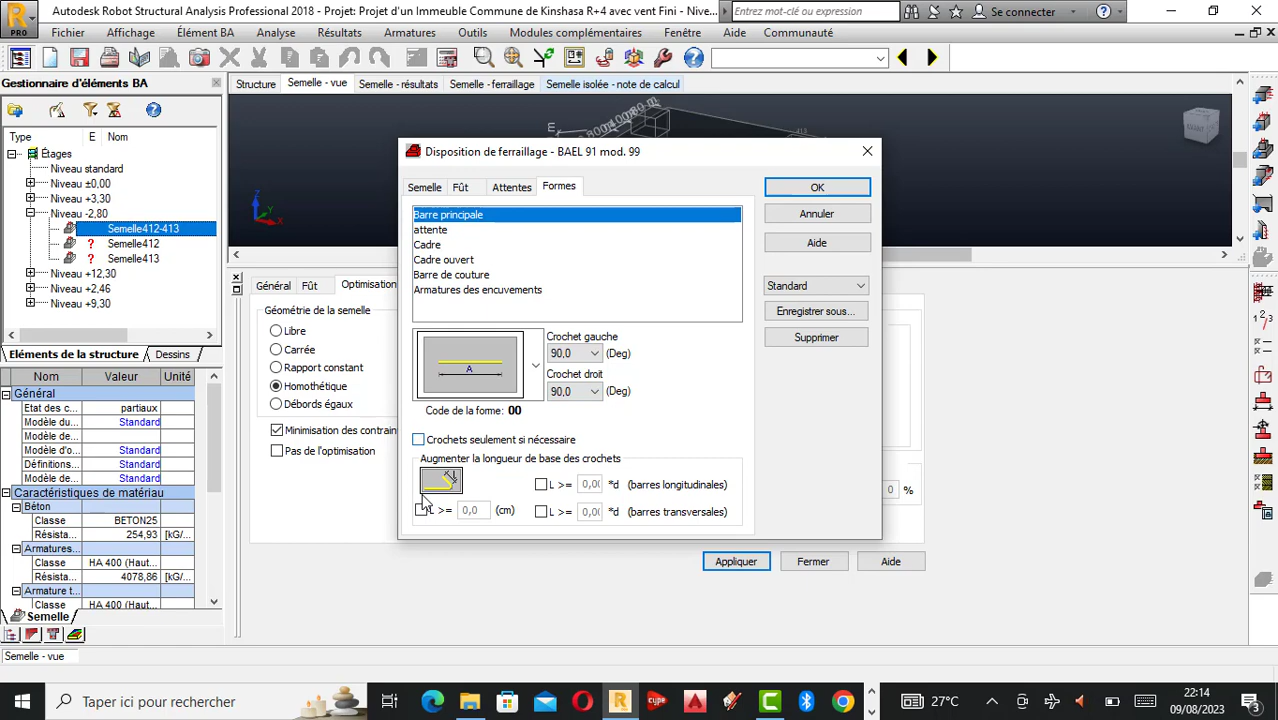 Autodesk Robot Structural Analysis Professional 2018 - Projet: Projet d'un Immeuble Commune de Kinshasa R+4 avec vent Fini - Nive...
Entrez mot-clé ou expression
Se connecter
PRO
Fichier Affichage Élément BA Analyse Résultats Armatures Outils Modules complémentaires Fenêtre Aide Communauté
Gestionnaire d'éléments BA
Structure Semelle - vue Semelle - résultats Semelle - ferraillage Semelle isolée - note de calcul
Type E Nom
Étages
Niveau standard
Niveau ±0,00
Niveau +3,30
Niveau -2,80
Semelle412-413
? Semelle412
? Semelle413
Niveau +12,30
Niveau +2,46
Niveau +9,30
Eléments de la structure Dessins
Nom Valeur Unité
Général
Etat des c... partiaux
Modèle du... Standard
Modèle ...
Modèle d'o... Standard
Définitions... Standard
Modèle de... Standard
Caractéristiques de matériau
Béton
Classe BETON25
Résista... 254,93 [kG/...
Armatures... HA 400 (Haut...
Résista... 4078,86 [kG/...
Armature t...
Classe HA 400 (Haut...
Semelle
Semelle - vue
Général Fût Optimisation
Géométrie de la semelle
Libre
Carrée
Rapport constant
Homothétique
Débords égaux
Minimisation des contrain
Pas de l'optimisation
0 %
Appliquer Fermer Aide
Disposition de ferraillage - BAEL 91 mod. 99
Semelle Fût Attentes Formes
Barre principale
attente
Cadre
Cadre ouvert
Barre de couture
Armatures des encuvements
OK
Annuler
Aide
Standard
Enregistrer sous...
Supprimer
A
Crochet gauche
90,0 (Deg)
Crochet droit
90,0 (Deg)
Code de la forme: 00
Crochets seulement si nécessaire
Augmenter la longueur de base des crochets
L >= 0,00 *d (barres longitudinales)
L >= 0,0 (cm) L >= 0,00 *d (barres transversales)
Taper ici pour rechercher
27°C
22:14
09/08/2023